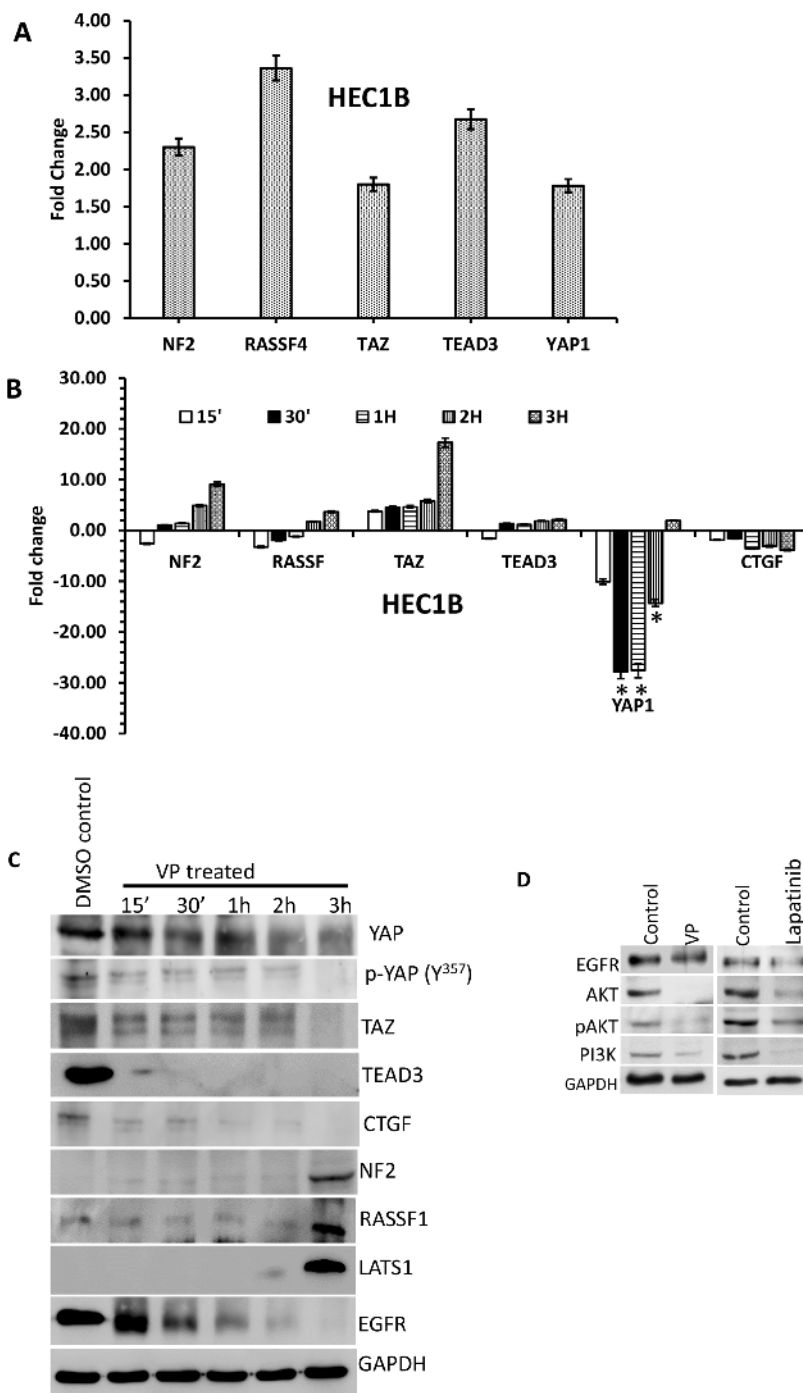 A
4.00
3.50
3.00
2.50
2.00
1.50
1.00
0.50
0.00
Fold Change
HEC1B
NF2 RASSF4 TAZ TEAD3 YAP1
B
30.00
20.00
10.00
0.00
-10.00
-20.00
-30.00
-40.00
Fold change
15' 30' 1H 2H 3H
NF2 RASSF TAZ TEAD3 CTGF
HEC1B
*
* *
YAP1
C
DMSO control
VP treated
15’ 30’ 1h 2h 3h
YAP
p-YAP (Y357)
TAZ
TEAD3
CTGF
NF2
RASSF1
LATS1
EGFR
GAPDH
D
Control VP Control Lapatinib
EGFR
AKT
pAKT
PI3K
GAPDH